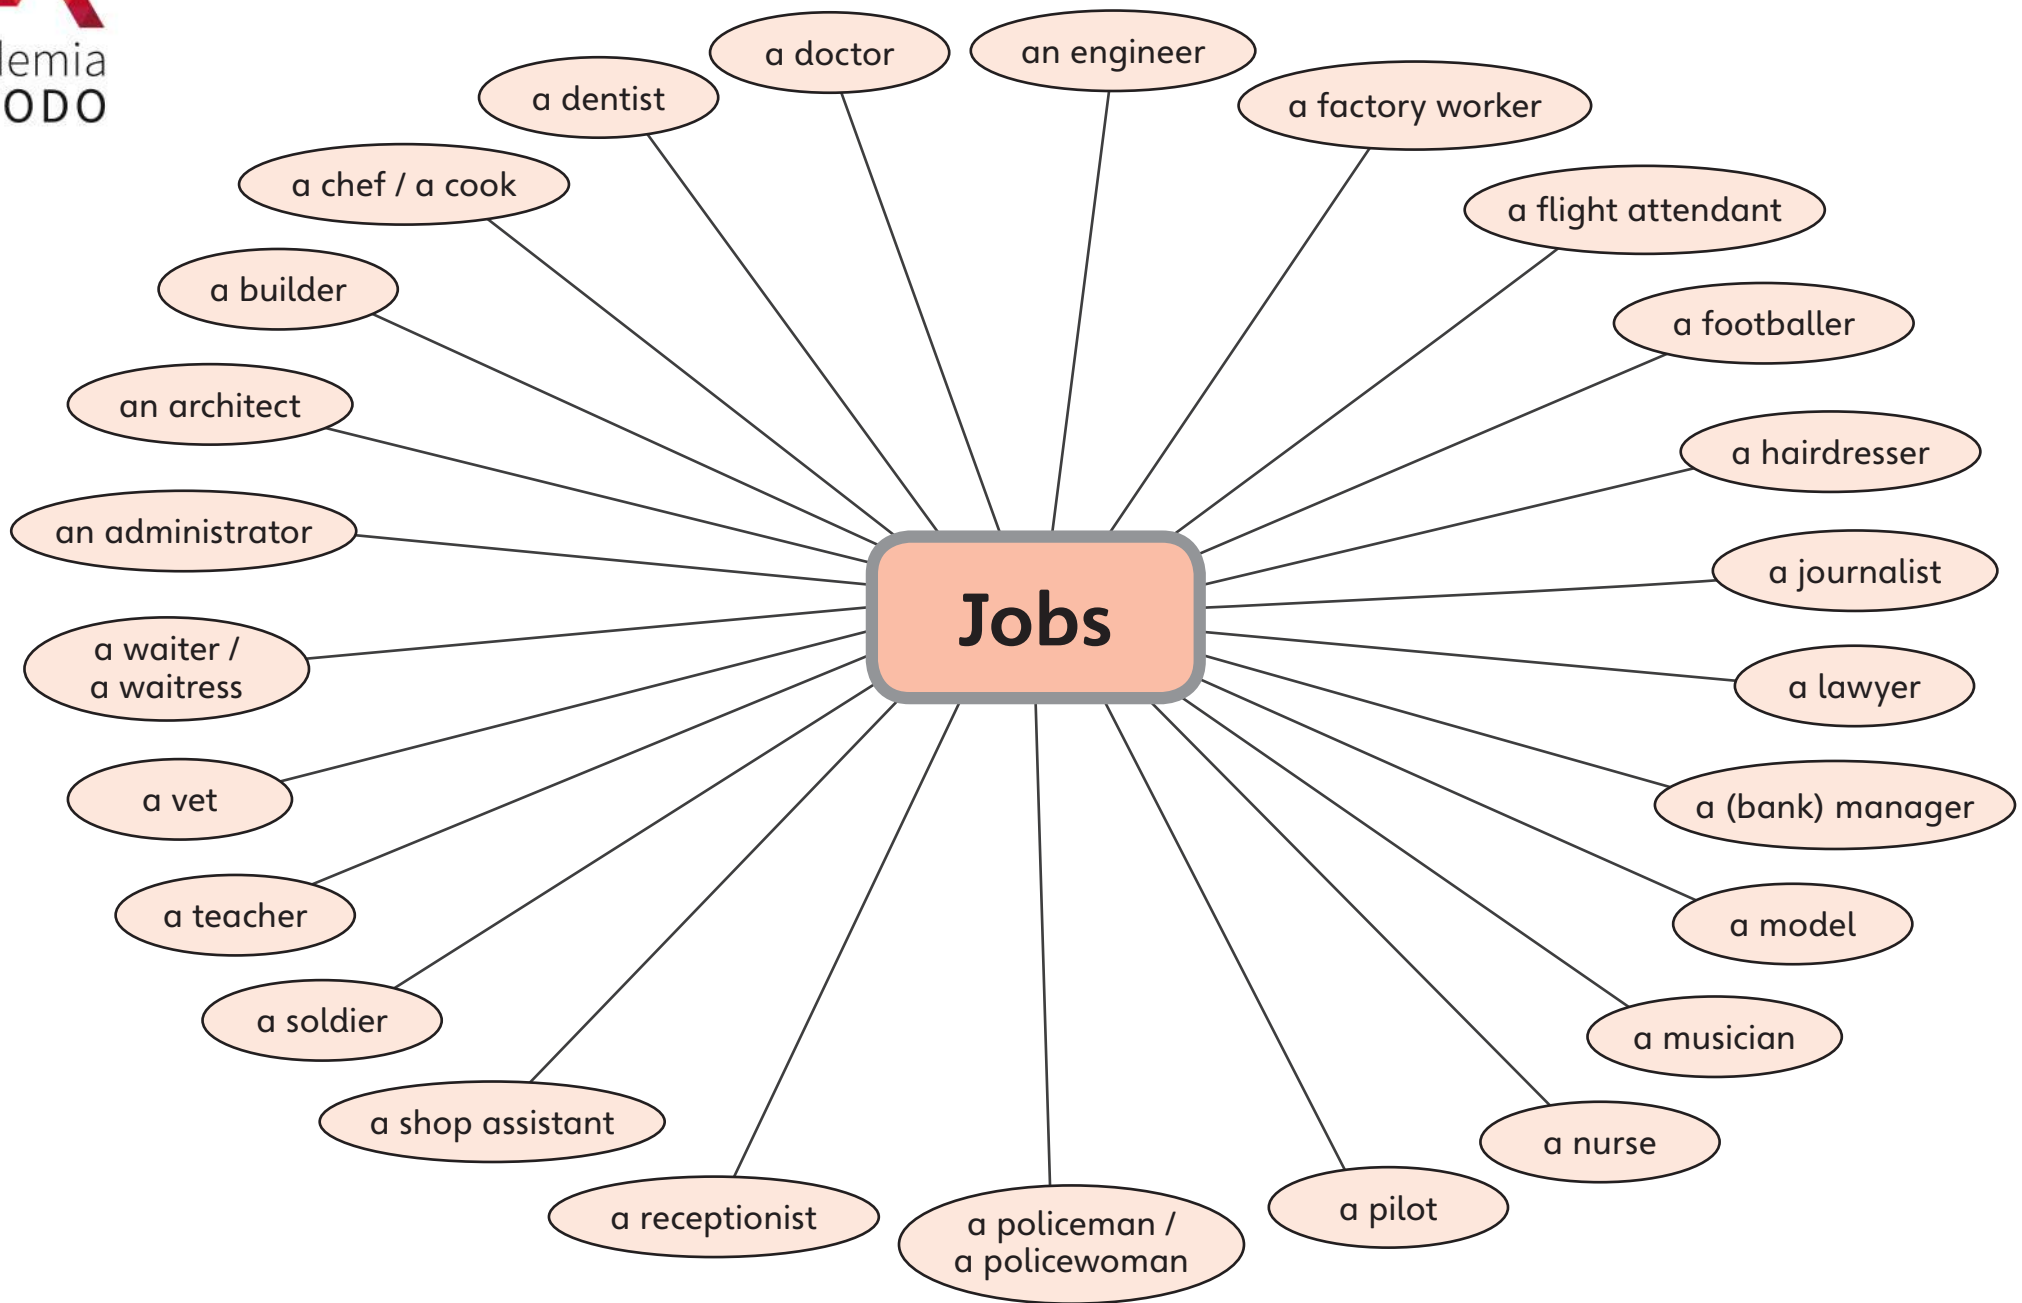 demia
ODO
a doctor
an engineer
a dentist
a factory worker
a chef / a cook
a flight attendant
a builder
a footballer
an architect
a hairdresser
an administrator
a journalist
Jobs
a waiter /
a waitress
a lawyer
a vet
a (bank) manager
a teacher
a model
a soldier
a musician
a shop assistant
a nurse
a receptionist
a policeman /
a policewoman
a pilot